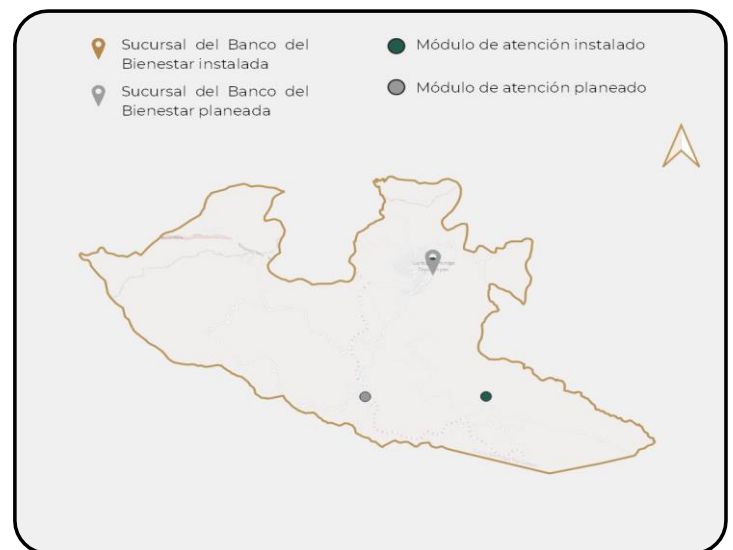 Sucursal del Banco del
Bienestar instalada
Sucursal del Banco del
Bienestar planeada
Módulo de atención instalado
Módulo de atención planeado